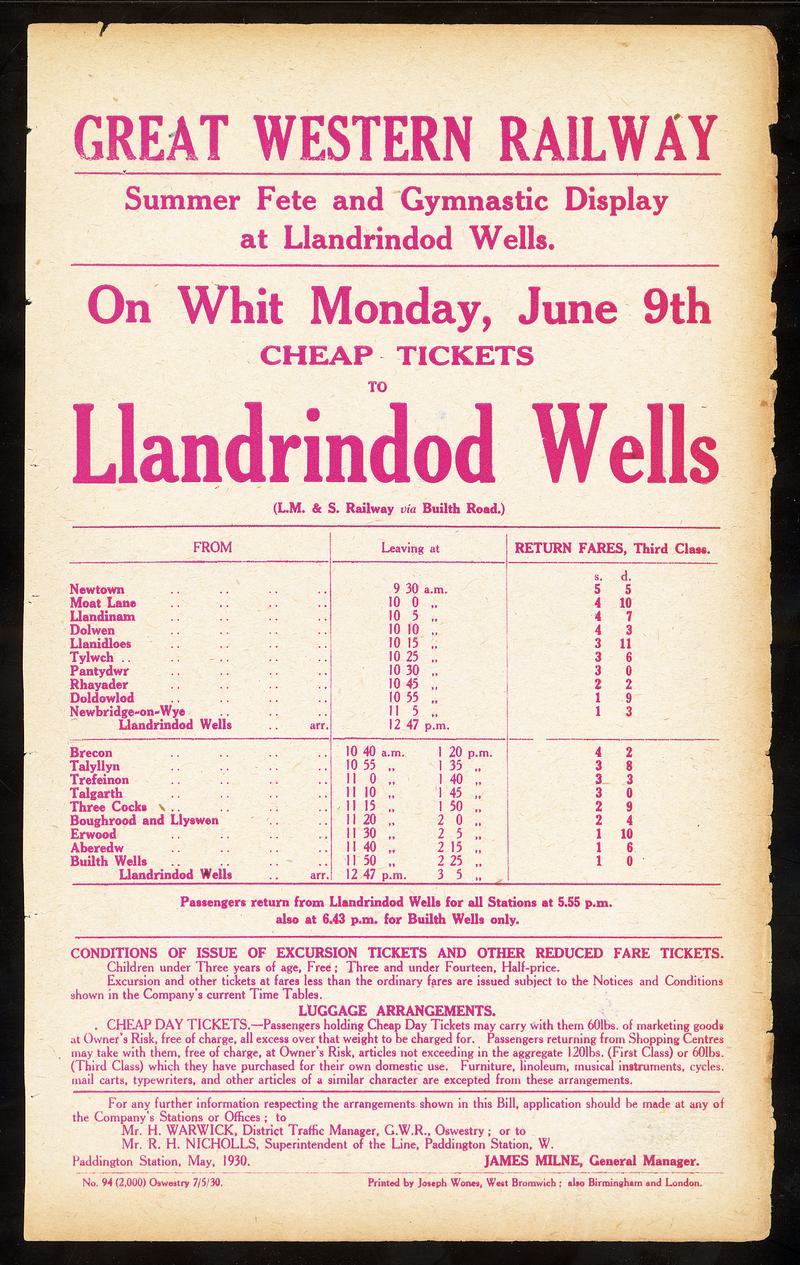 GREAT WESTERN RAILWAY
Summer Fete and Gymnastic Display
at Llandrindod Wells.
On Whit Monday, June 9th
CHEAP TICKETS
TO
Llandrindod Wells
(L.M. & S. Railway via Builth Road.)
FROM Leaving at RETURN FARES, Third Class.
s. d.
Newtown .. .. .. .. 9 30 a.m. 5 5
Moat Lane .. .. .. .. 10 0 ,, 4 10
Llandinam .. .. .. .. 10 5 ,, 4 7
Dolwen .. .. .. .. 10 10 ,, 4 3
Llanidloes .. .. .. .. 10 15 ,, 3 11
Tylwch .. .. .. .. .. 10 25 ,, 3 6
Pantydwr .. .. .. .. 10 30 ,, 3 0
Rhayader .. .. .. .. 10 45 ,, 2 2
Doldowlod .. .. .. .. 10 55 ,, 1 9
Newbridge-on-Wye .. .. .. 11 5 ,, 1 3
Llandrindod Wells .. arr. 12 47 p.m.
Brecon .. .. .. .. 10 40 a.m. 1 20 p.m. 4 2
Talyllyn .. .. .. .. 10 55 ,, 1 35 ,, 3 8
Trefeinon .. .. .. .. 11 0 ,, 1 40 ,, 3 3
Talgarth .. .. .. .. 11 10 ,, 1 45 ,, 3 0
Three Cocks .. .. .. .. 11 15 ,, 1 50 ,, 2 9
Boughrood and Llyswen .. .. 11 20 ,, 2 0 ,, 2 4
Erwood .. .. .. .. 11 30 ,, 2 5 ,, 1 10
Aberedw .. .. .. .. 11 40 ,, 2 15 ,, 1 6
Builth Wells .. .. .. .. 11 50 ,, 2 25 ,, 1 0
Llandrindod Wells .. arr. 12 47 p.m. 3 5 ,,
Passengers return from Llandrindod Wells for all Stations at 5.55 p.m.
also at 6.43 p.m. for Builth Wells only.
CONDITIONS OF ISSUE OF EXCURSION TICKETS AND OTHER REDUCED FARE TICKETS.
Children under Three years of age, Free; Three and under Fourteen, Half-price.
Excursion and other tickets at fares less than the ordinary fares are issued subject to the Notices and Conditions
shown in the Company's current Time Tables.
LUGGAGE ARRANGEMENTS.
CHEAP DAY TICKETS.—Passengers holding Cheap Day Tickets may carry with them 60lbs. of marketing goods
at Owner's Risk, free of charge, all excess over that weight to be charged for. Passengers returning from Shopping Centres
may take with them, free of charge, at Owner's Risk, articles not exceeding in the aggregate 120lbs. (First Class) or 60lbs.
(Third Class) which they have purchased for their own domestic use. Furniture, linoleum, musical instruments, cycles.
mail carts, typewriters, and other articles of a similar character are excepted from these arrangements.
For any further information respecting the arrangements shown in this Bill, application should be made at any of
the Company's Stations or Offices; to
Mr. H. WARWICK, District Traffic Manager, G.W.R., Oswestry; or to
Mr. R. H. NICHOLLS, Superintendent of the Line, Paddington Station, W.
Paddington Station, May, 1930. JAMES MILNE, General Manager.
No. 94 (2,000) Oswestry 7/5/30. Printed by Joseph Wones, West Bromwich; also Birmingham and London.